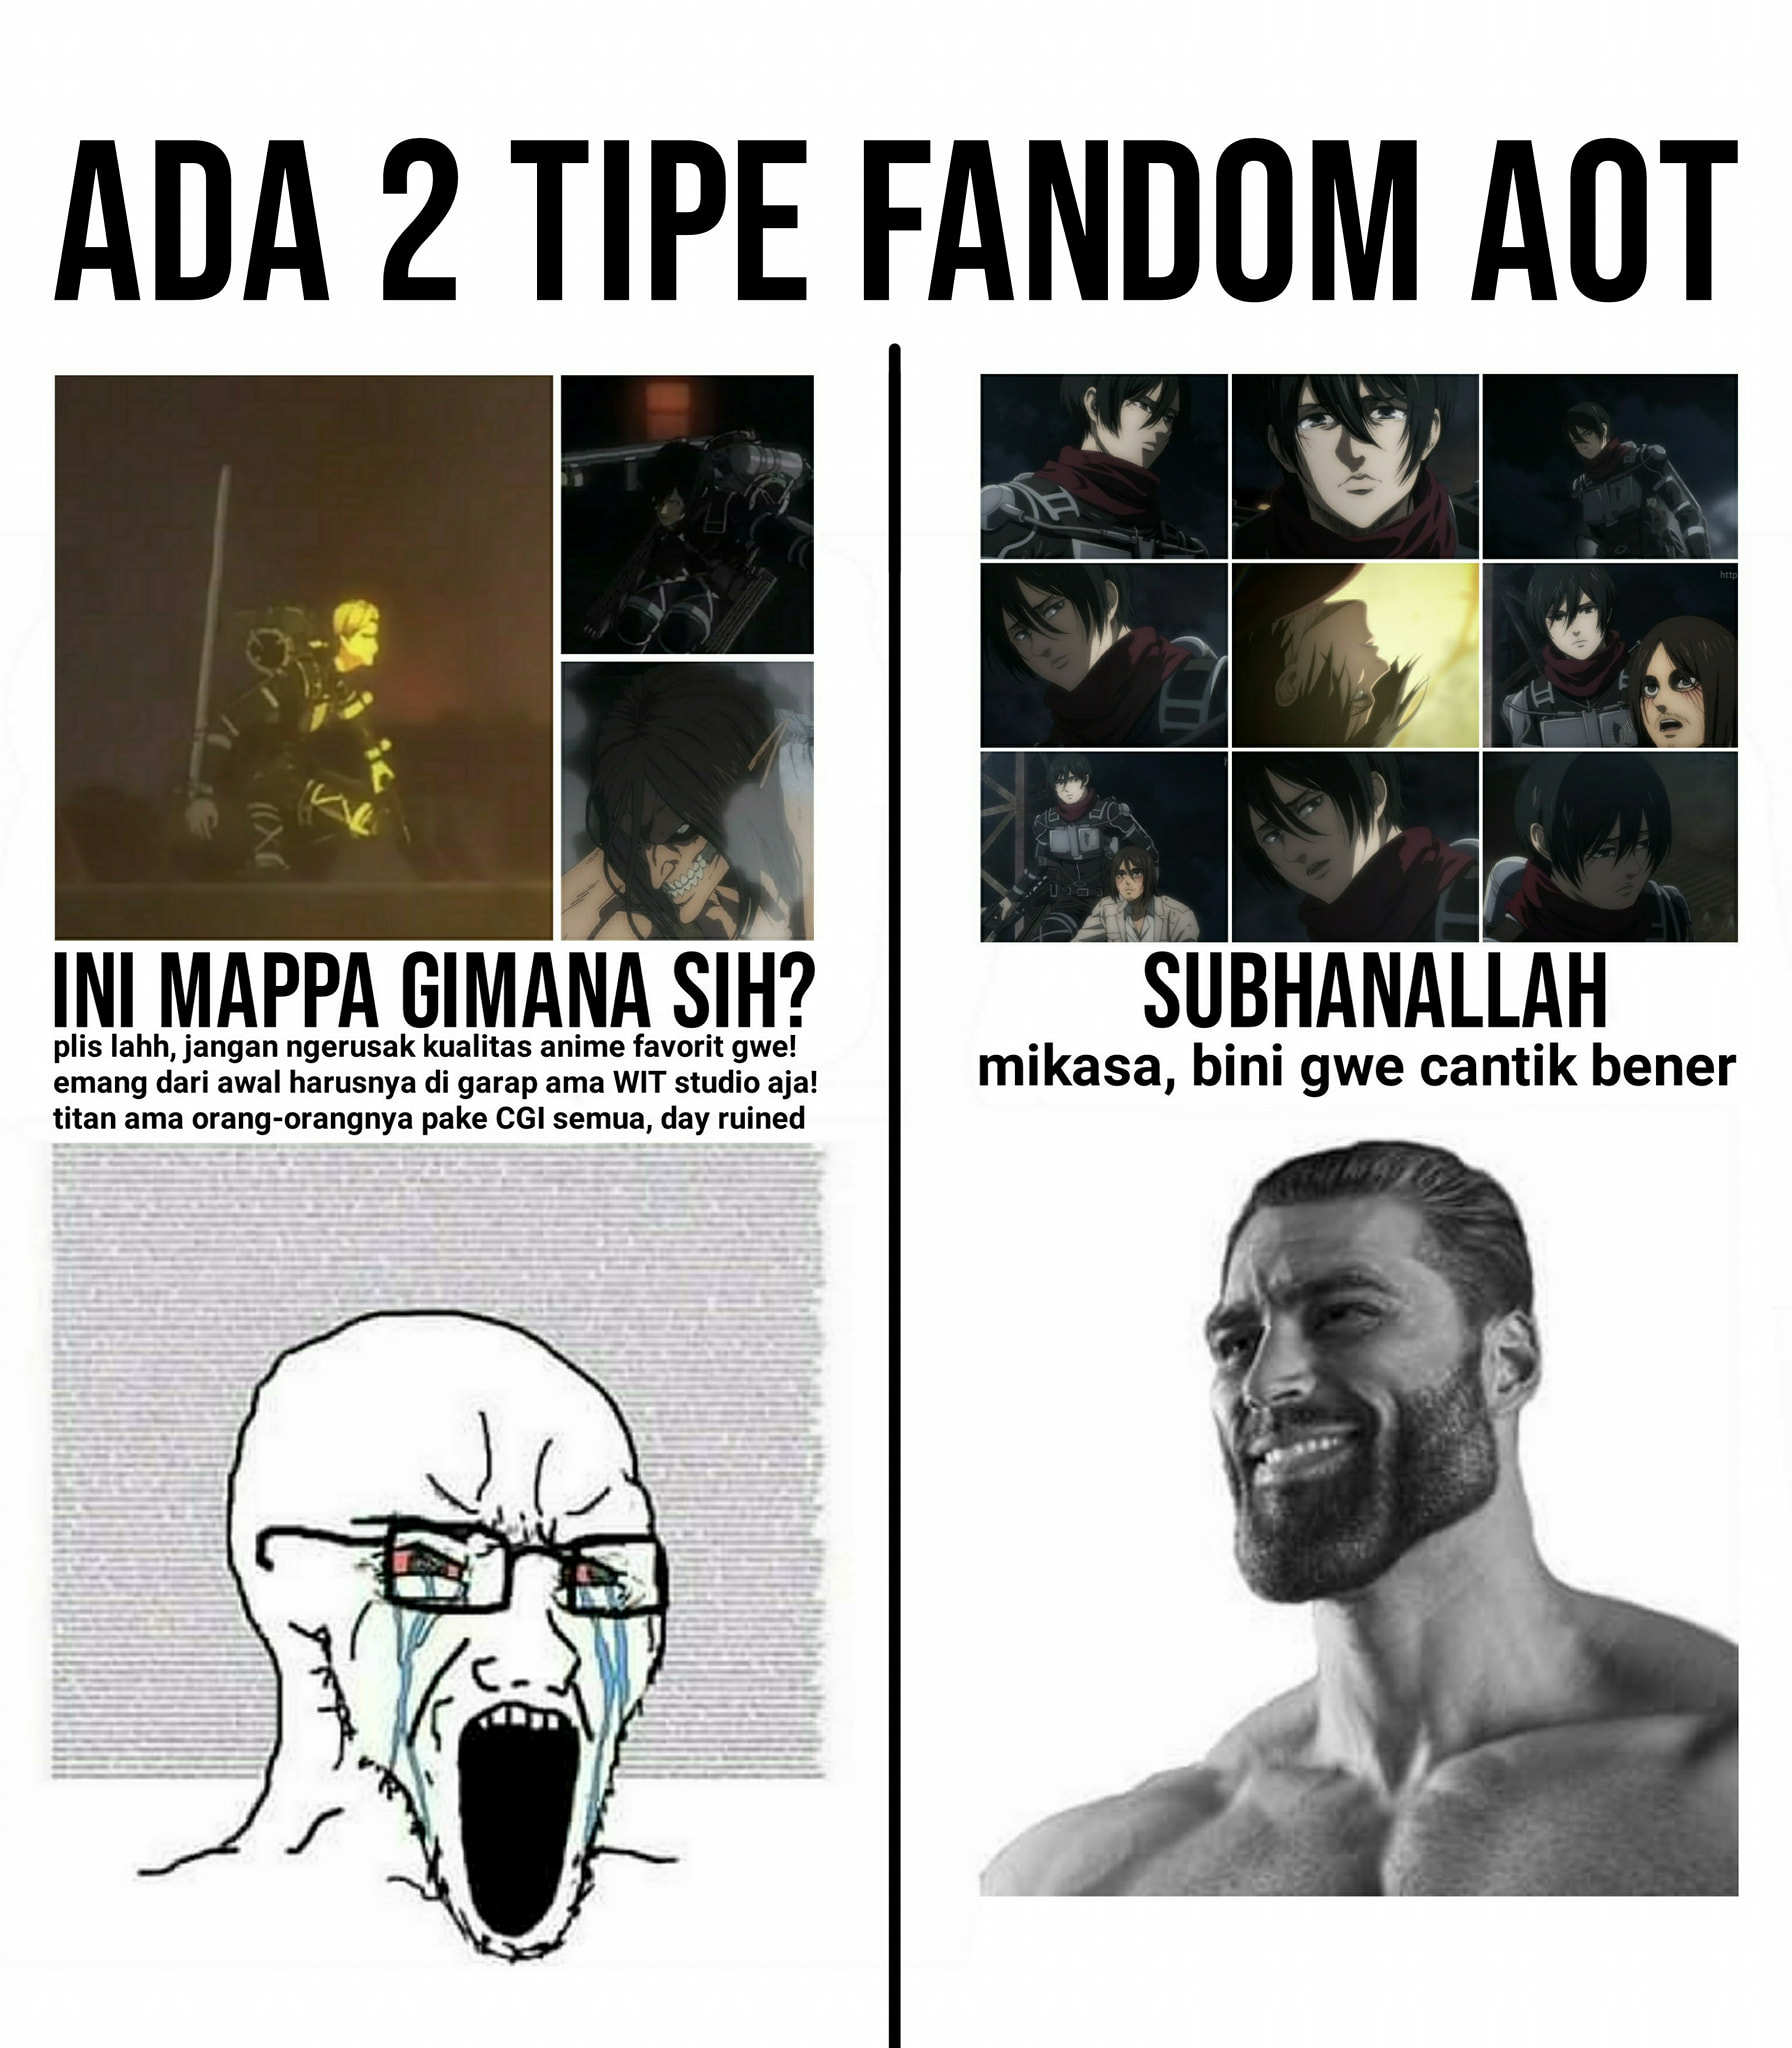 ADA 2 TIPE FANDOM AOT
http
INI MAPPA GIMANA SIH?
plis lahh, jangan ngerusak kualitas anime favorit gwe!
emang dari awal harusnya di garap ama WIT studio aja!
titan ama orang-orangnya pake CGI semua, day ruined
SUBHANALLAH
mikasa, bini gwe cantik bener